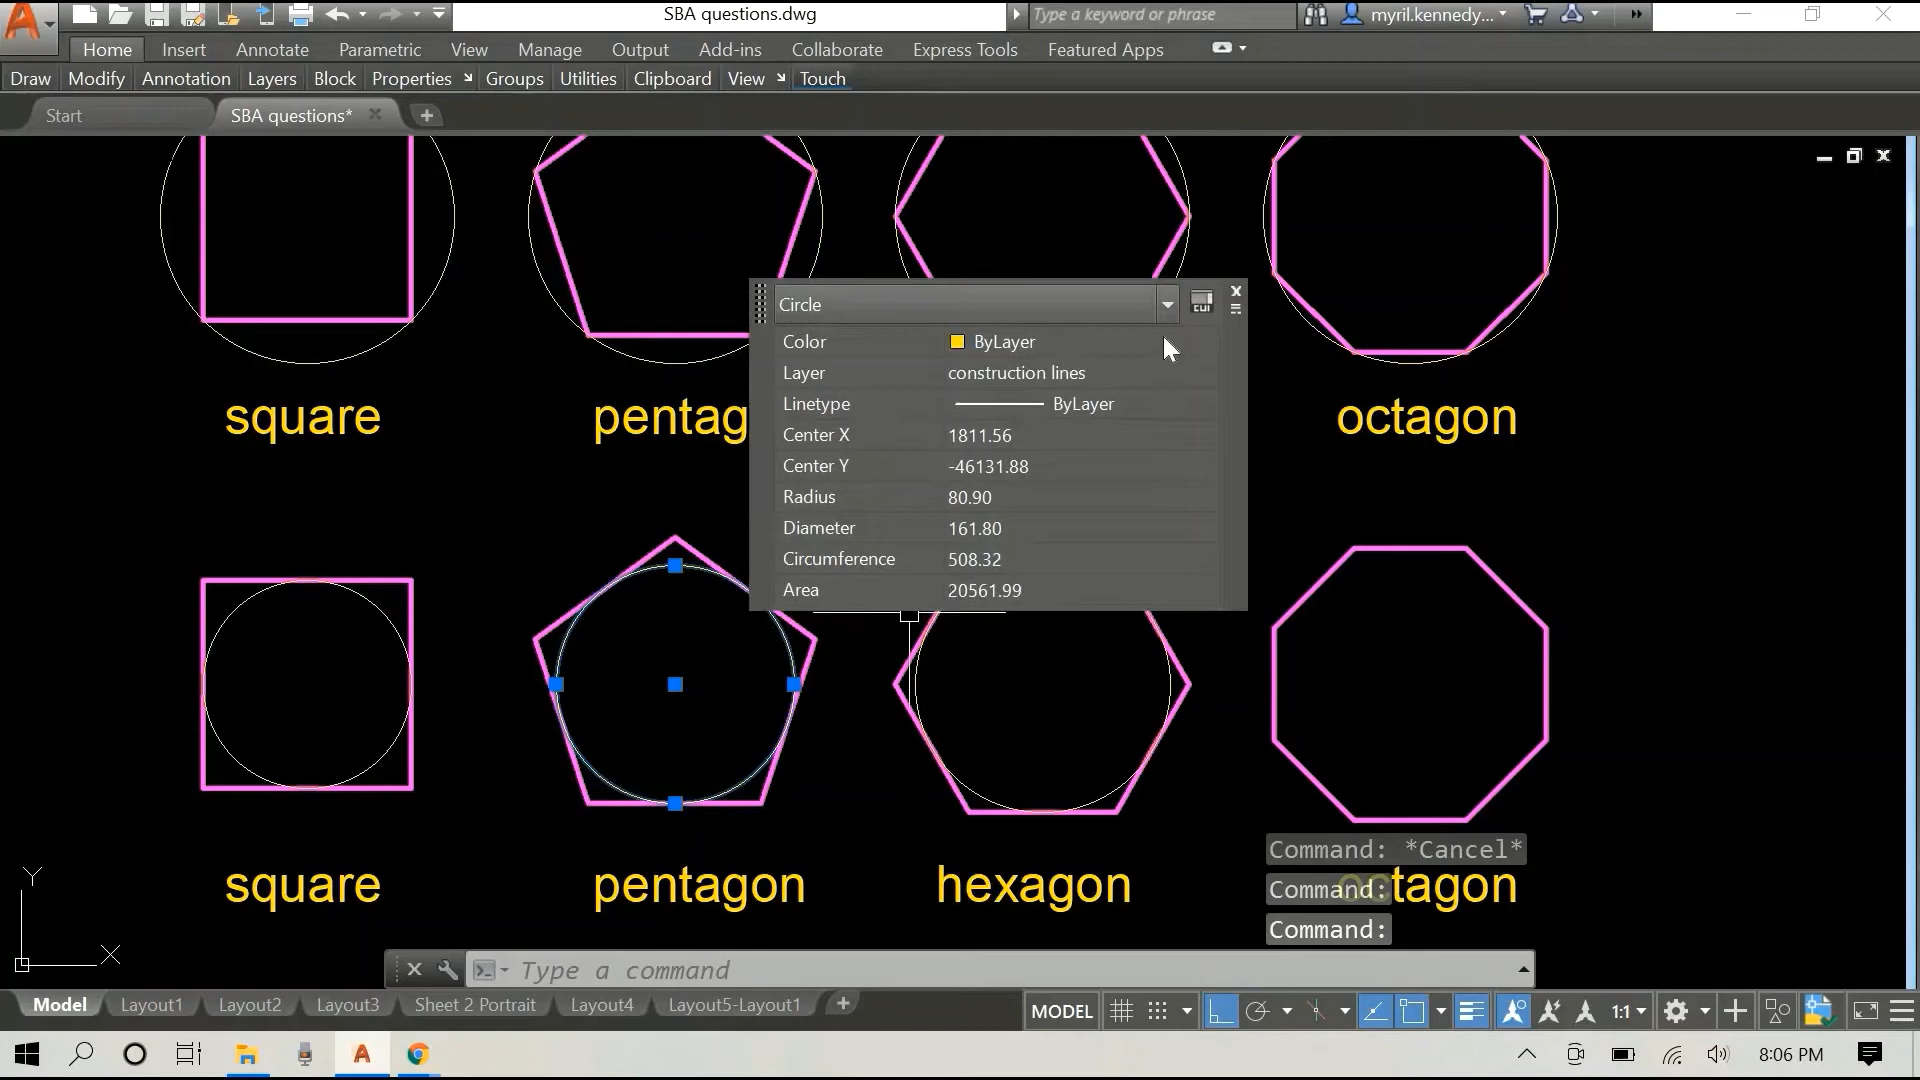 SBA questions.dwg
Type a keyword or phrase
myril.kennedy...
Home Insert Annotate Parametric View Manage Output Add-ins Collaborate Express Tools Featured Apps
Draw Modify Annotation Layers Block Properties Groups Utilities Clipboard View Touch
Start
SBA questions*
Circle
CUI
Color ByLayer
Layer construction lines
Linetype ByLayer
Center X 1811.56
Center Y -46131.88
Radius 80.90
Diameter 161.80
Circumference 508.32
Area 20561.99
square pentag octagon
square pentagon hexagon octagon
Command: *Cancel*
Command:
Command:
Y
X
Type a command
Model Layout1 Layout2 Layout3 Sheet 2 Portrait Layout4 Layout5-Layout1
MODEL 1:1
8:06 PM